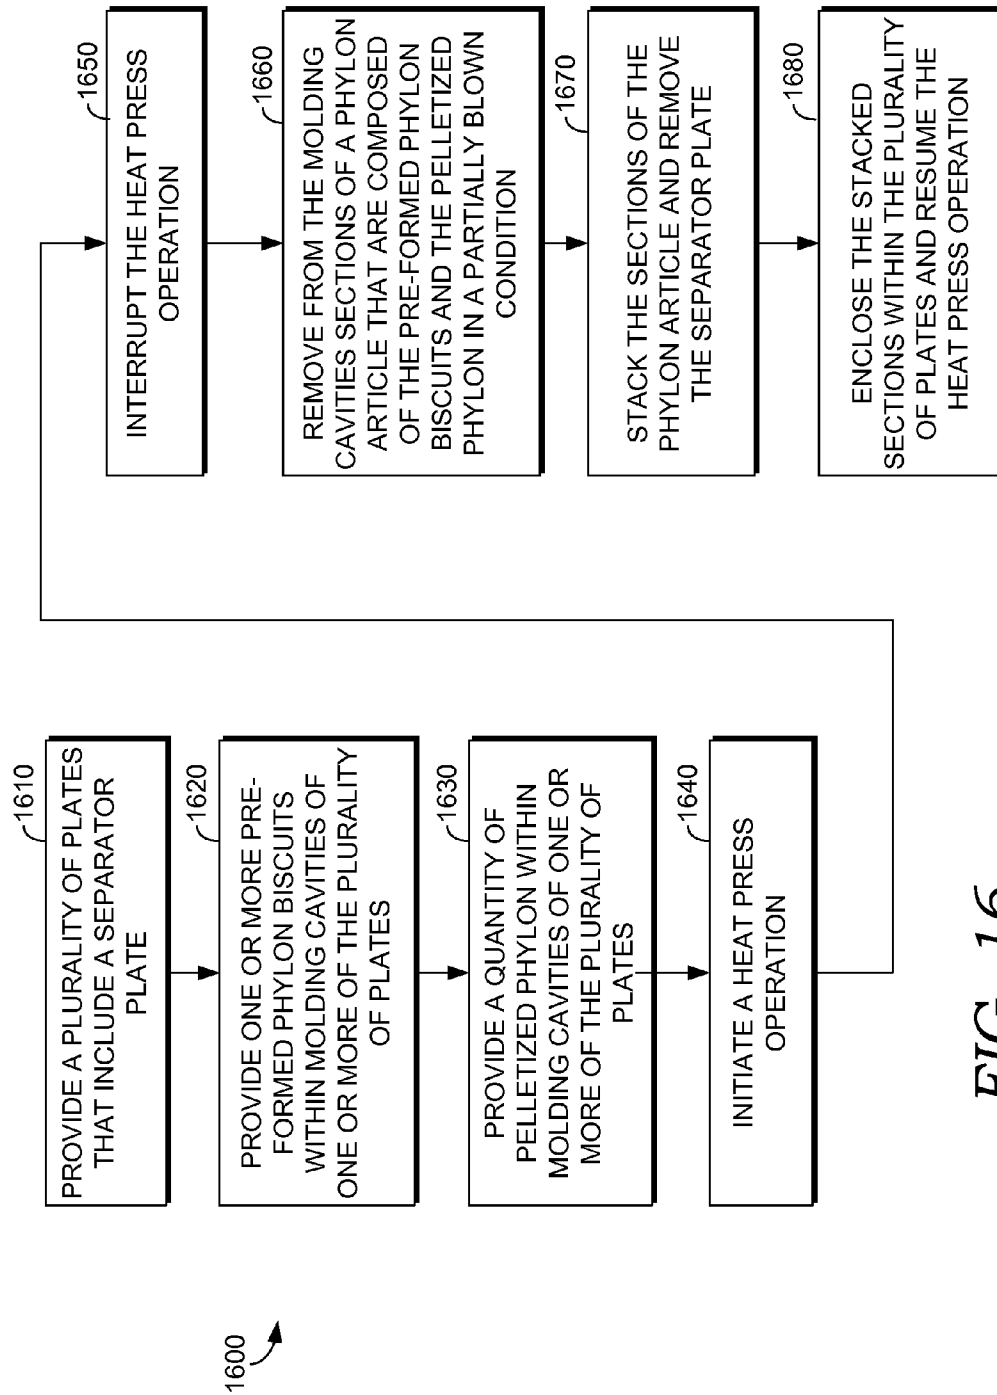 1600
1610
PROVIDE A PLURALITY OF PLATES
THAT INCLUDE A SEPARATOR
PLATE
1620
PROVIDE ONE OR MORE PRE-
FORMED PHYLON BISCUITS
WITHIN MOLDING CAVITIES OF
ONE OR MORE OF THE PLURALITY
OF PLATES
1630
PROVIDE A QUANTITY OF
PELLETIZED PHYLON WITHIN
MOLDING CAVITIES OF ONE OR
MORE OF THE PLURALITY OF
PLATES
1640
INITIATE A HEAT PRESS
OPERATION
1650
INTERRUPT THE HEAT PRESS
OPERATION
1660
REMOVE FROM THE MOLDING
CAVITIES SECTIONS OF A PHYLON
ARTICLE THAT ARE COMPOSED
OF THE PRE-FORMED PHYLON
BISCUITS AND THE PELLETIZED
PHYLON IN A PARTIALLY BLOWN
CONDITION
1670
STACK THE SECTIONS OF THE
PHYLON ARTICLE AND REMOVE
THE SEPARATOR PLATE
1680
ENCLOSE THE STACKED
SECTIONS WITHIN THE PLURALITY
OF PLATES AND RESUME THE
HEAT PRESS OPERATION
FIG. 16